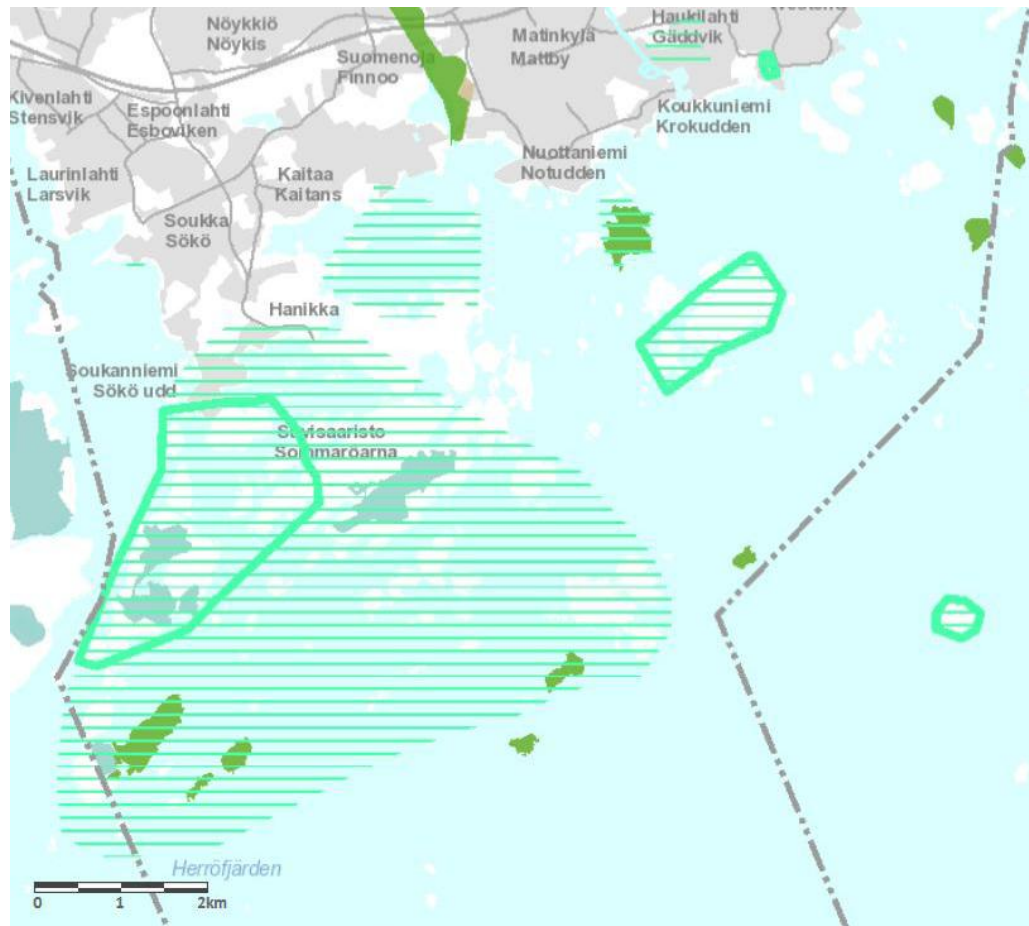 Nöykkiö
Nöykis
Matinkylä
Mattby
Haukilahti
Gäddvik
Suomenoja
Finnoo
Kivenlahti
Stensvik
Espoonlahti
Esboviken
Koukkuniemi
Krokudden
Nuottaniemi
Notudden
Laurinlahti
Larsvik
Kaitaa
Kaitans
Soukka
Sökö
Hanikka
Soukanniemi
Sökö udd
Suvisaaristo
Sommaröarna
Herröfjärden
0 1 2km